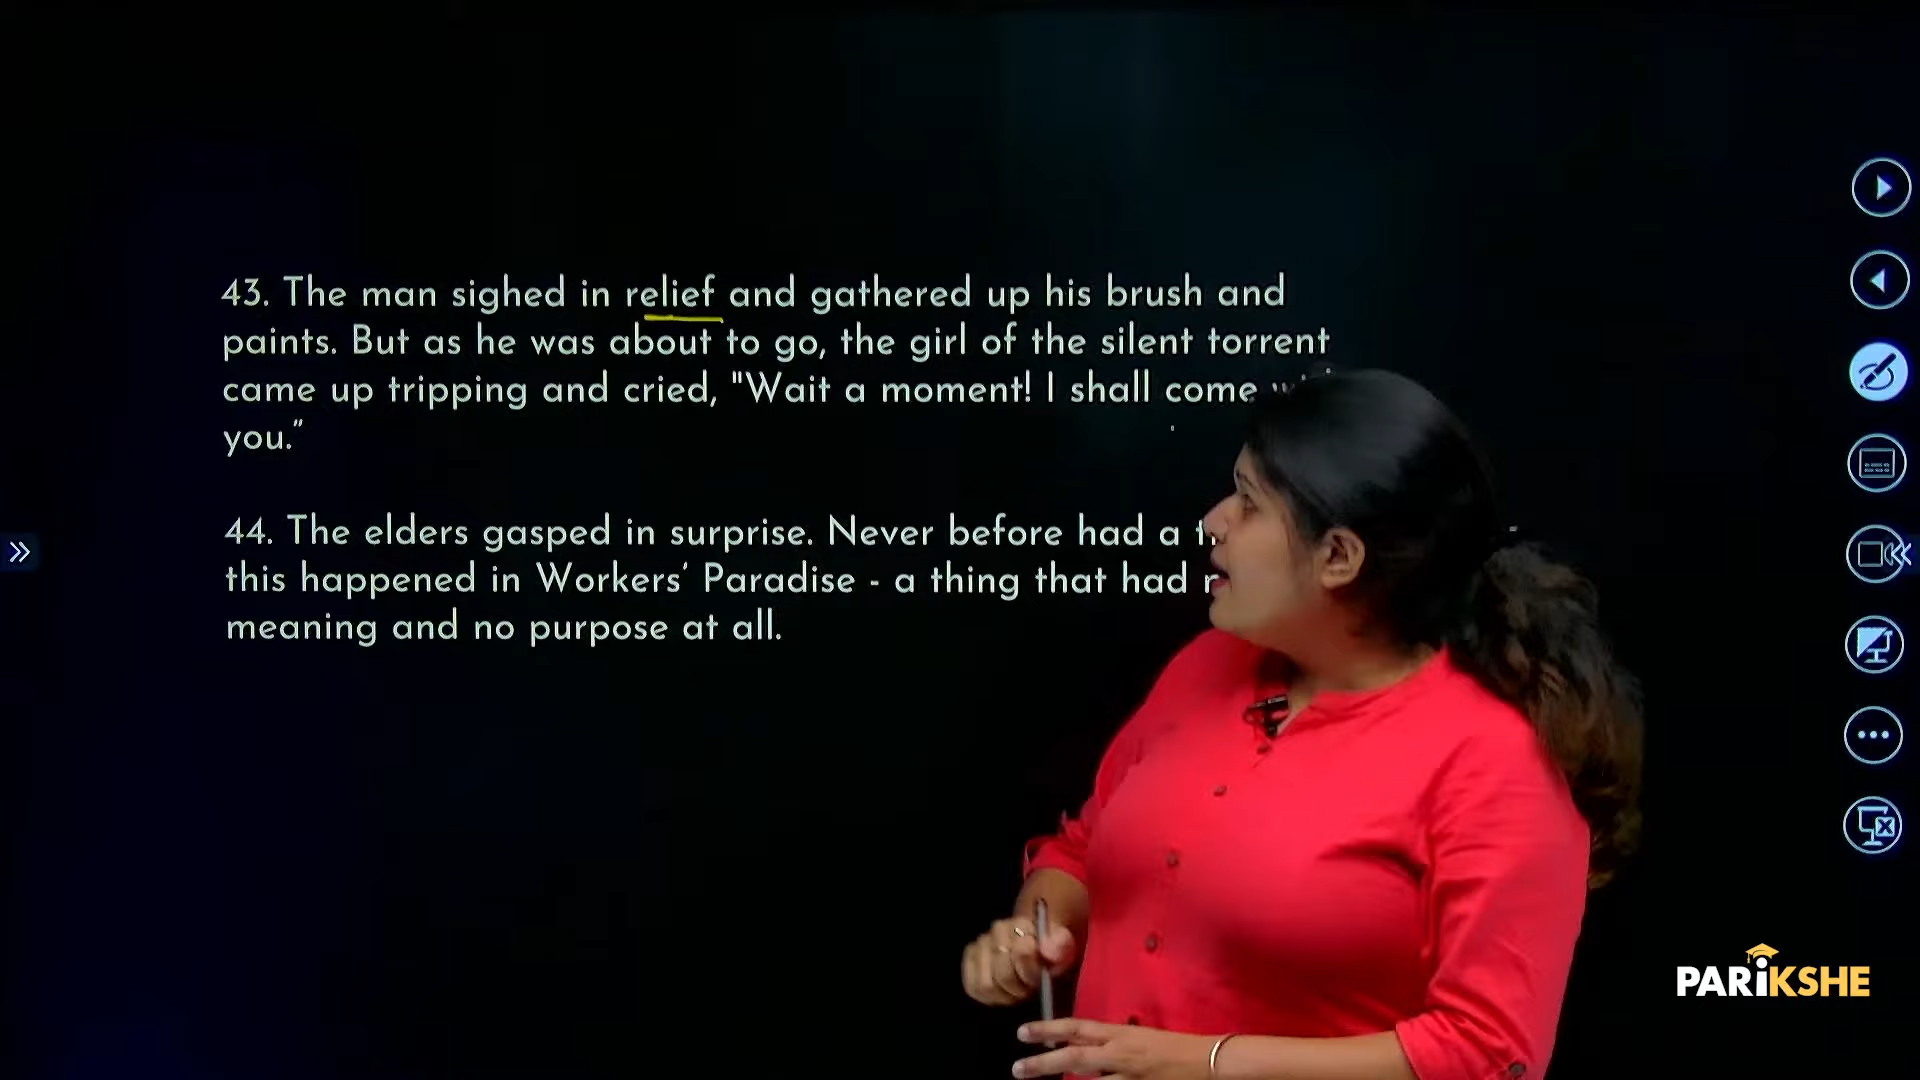 43. The man sighed in relief and gathered up his brush and
paints. But as he was about to go, the girl of the silent torrent
came up tripping and cried, "Wait a moment! I shall come
you.”
44. The elders gasped in surprise. Never before had a
this happened in Workers’ Paradise - a thing that had
meaning and no purpose at all.
PARIKSHE